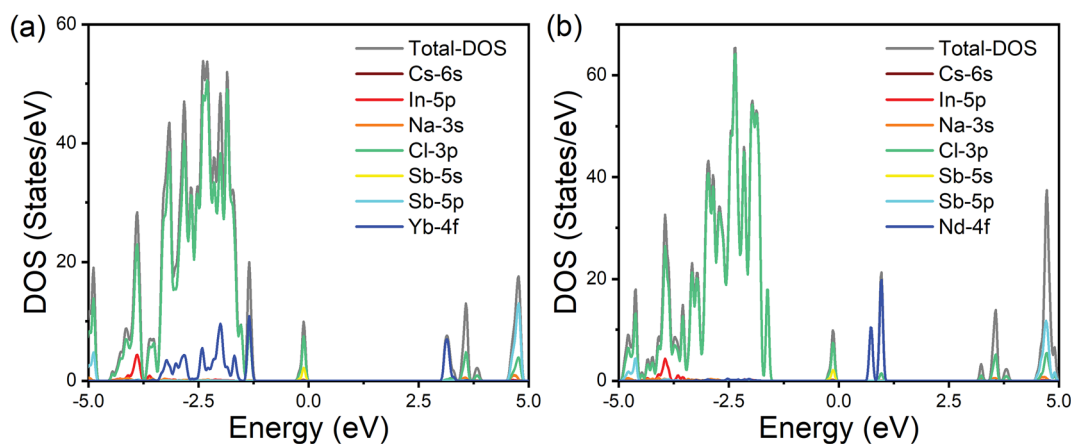 (a)
DOS (States/eV)
60
40
20
0
Total-DOS
Cs-6s
In-5p
Na-3s
Cl-3p
Sb-5s
Sb-5p
Yb-4f
-5.0
-2.5
0.0
2.5
5.0
Energy (eV)
(b)
DOS (States/eV)
60
40
20
0
Total-DOS
Cs-6s
In-5p
Na-3s
Cl-3p
Sb-5s
Sb-5p
Nd-4f
-5.0
-2.5
0.0
2.5
5.0
Energy (eV)